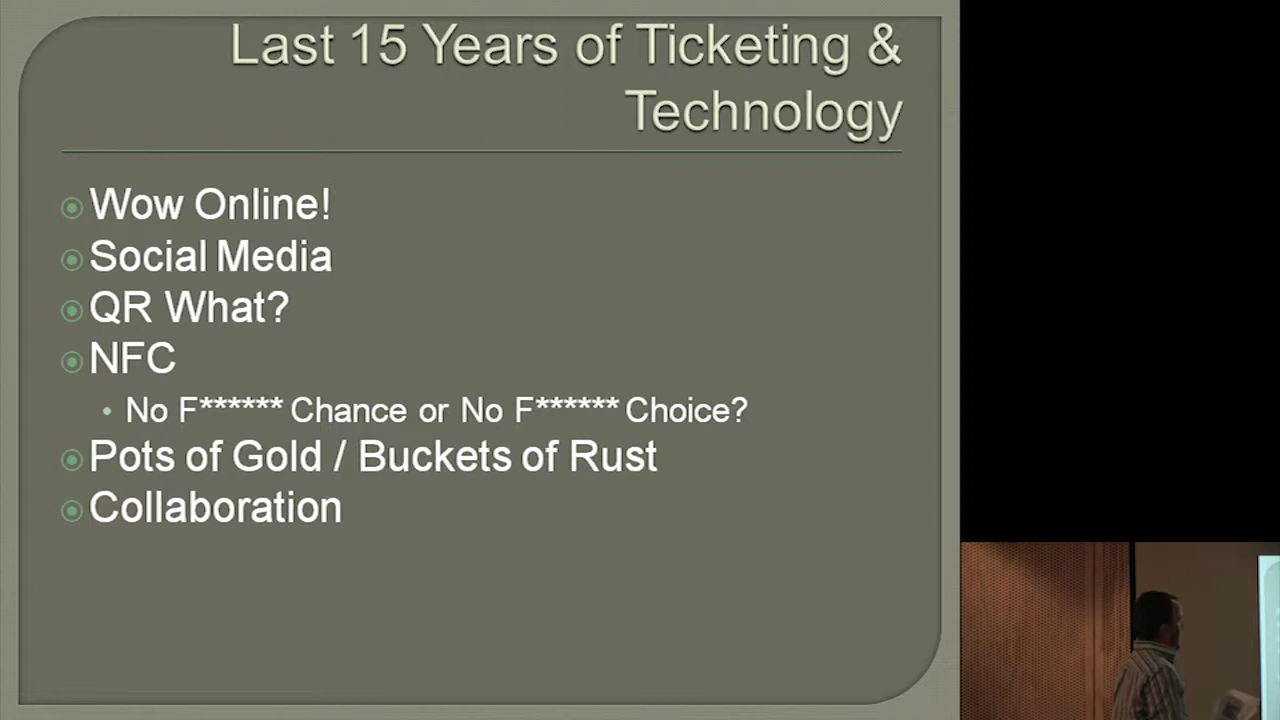 Last 15 Years of Ticketing &
Technology
Wow Online!
Social Media
QR What?
NFC
No F****** Chance or No F****** Choice?
Pots of Gold / Buckets of Rust
Collaboration